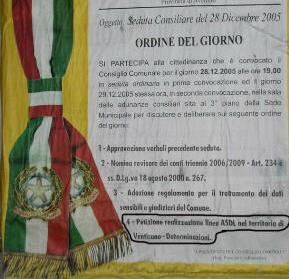 Oggetto: Seduta Consiliare del 28 Dicembre 2005
ORDINE DEL GIORNO
SI PARTECIPA alla cittadinanza che è convocato il
Consiglio Comunale per il giorno 28.12.2005 alle ore 19.00
in seduta ordinaria in prima convocazione ed il giorno
29.12.2005 stessa ora, in seconda convocazione, nella sala
delle adunanze consiliari sita al 3° piano della Sede
Municipale per discutere e deliberare sul seguente ordine
del giorno:
1 - Approvazione verbali precedente seduta.
2 - Nomina revisore dei conti triennio 2006/2009 - Art. 234 e
ss. D.Lg.va 18 agosto 2000 n. 267.
3 - Adozione regolamento per il trattamento dei dati
sensibili e giudiziari del Comune.
4 - Petizione realizzazione linea ASDL nel territorio di
Venticano - Determinazioni.